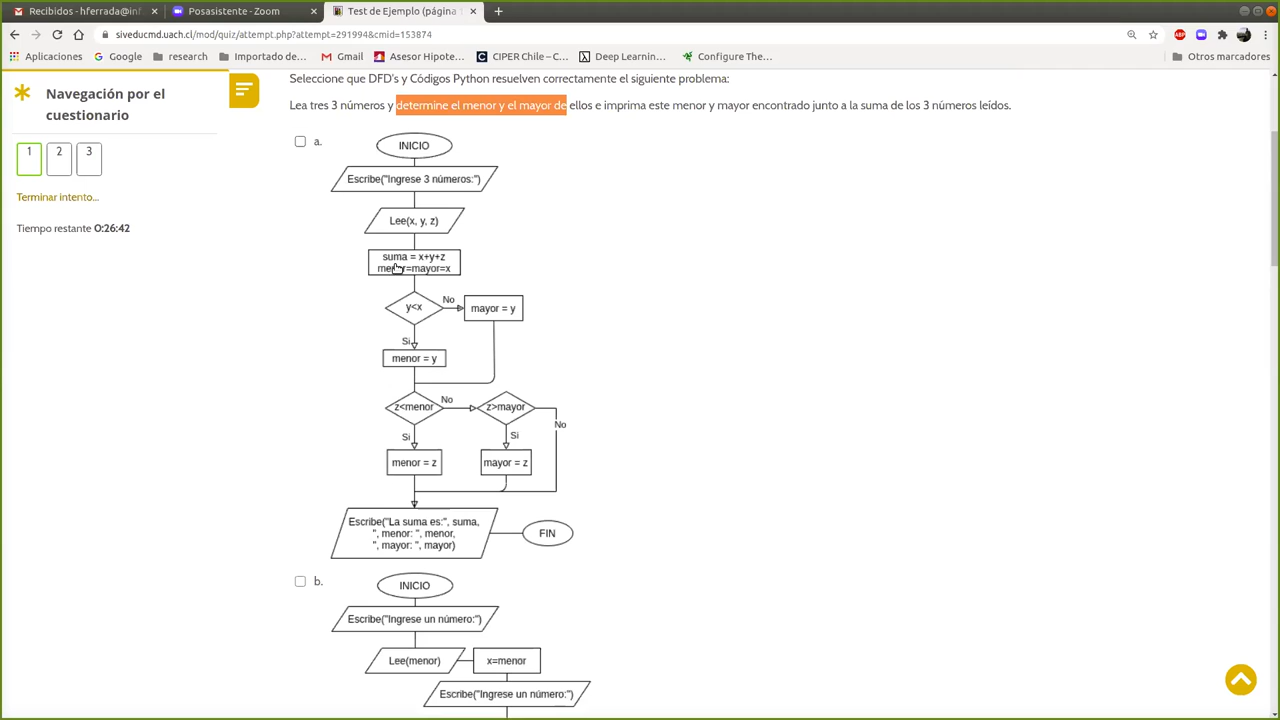 Recibidos - hferrada@in
Posasistente - Zoom
Test de Ejemplo (página
siveducmd.uach.cl/mod/quiz/attempt.php?attempt=291994&cmid=153874
ABP
Aplicaciones
Google
research
Importado de…
Gmail
Asesor Hipote…
CIPER Chile – C…
Deep Learnin…
Configure The…
Otros marcadores
Navegación por el
cuestionario
1 2 3
Terminar intento...
Tiempo restante 0:26:42
Seleccione que DFD's y Códigos Python resuelven correctamente el siguiente problema:
Lea tres 3 números y determine el menor y el mayor de ellos e imprima este menor y mayor encontrado junto a la suma de los 3 números leídos.
a.
INICIO
Escribe("Ingrese 3 números:")
Lee(x, y, z)
suma = x+y+z
menor=mayor=x
y<x
No
mayor = y
Si
menor = y
z<menor
No
z>mayor
No
Si
Si
menor = z
mayor = z
Escribe("La suma es:", suma,
", menor: ", menor,
", mayor: ", mayor)
FIN
b.
INICIO
Escribe("Ingrese un número:")
Lee(menor)
x=menor
Escribe("Ingrese un número:")